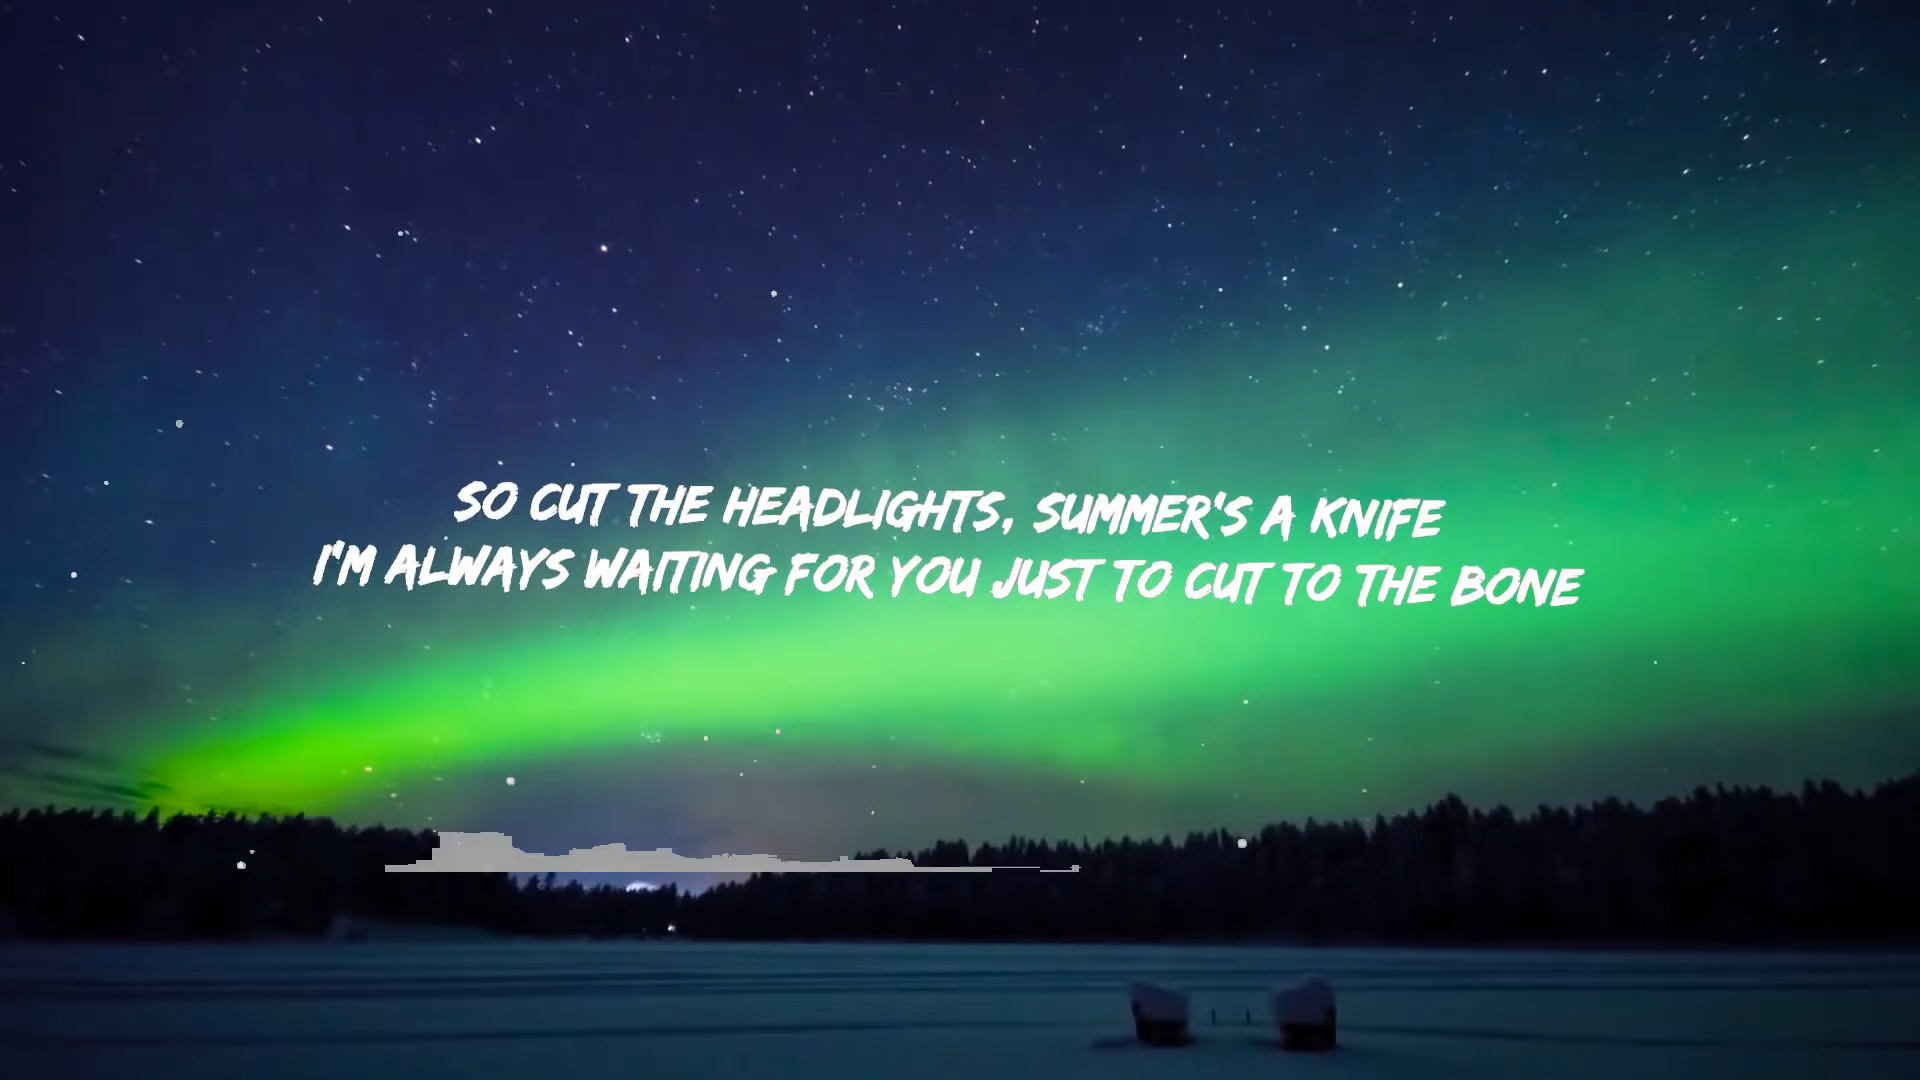 SO CUT THE HEADLIGHTS, SUMMER'S A KNIFE
I'M ALWAYS WAITING FOR YOU JUST TO CUT TO THE BONE